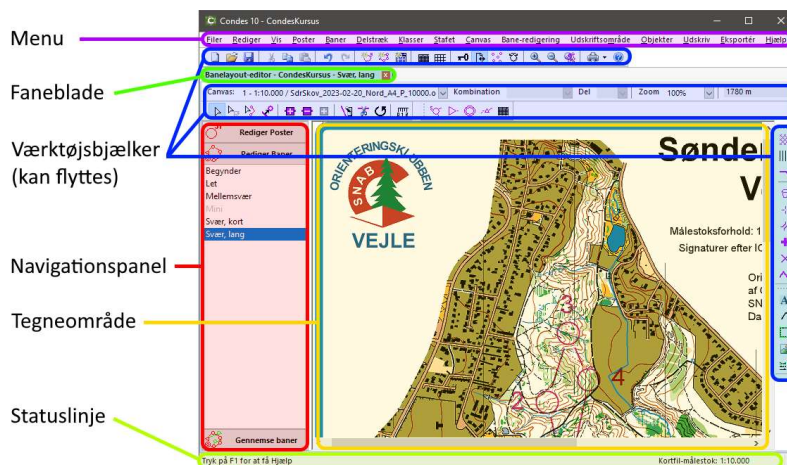 Condes 10 - CondesKursus
Menu
Filer Rediger Vis Poster Baner Delstræk Klasser Stafet Canvas Bane-redigering Udskriftsområde Objekter Udskriv Eksportér Hjælp
Faneblade
Banelayout-editor - CondesKursus - Svær, lang
Canvas: 1 - 1:10.000 / SdrSkov_2023-02-20_Nord_A4_P_10000.o Kombination Del Zoom 100% 1780 m
Værktøjsbjælker
(kan flyttes)
Rediger Poster
Rediger Baner
Begynder
Let
Mellemsvær
Mini
Svær, kort
Svær, lang
ORIENTERINGSKLUBBEN
SNAB
VEJLE
Sønder
V
Målestoksforhold: 1
Signaturer efter IO
Ori
af O
SN
Da
Navigationspanel
Tegneområde
3
4
2
Statuslinje
Gennemse baner
Tryk på F1 for at få Hjælp
Kortfil-målestok: 1:10.000